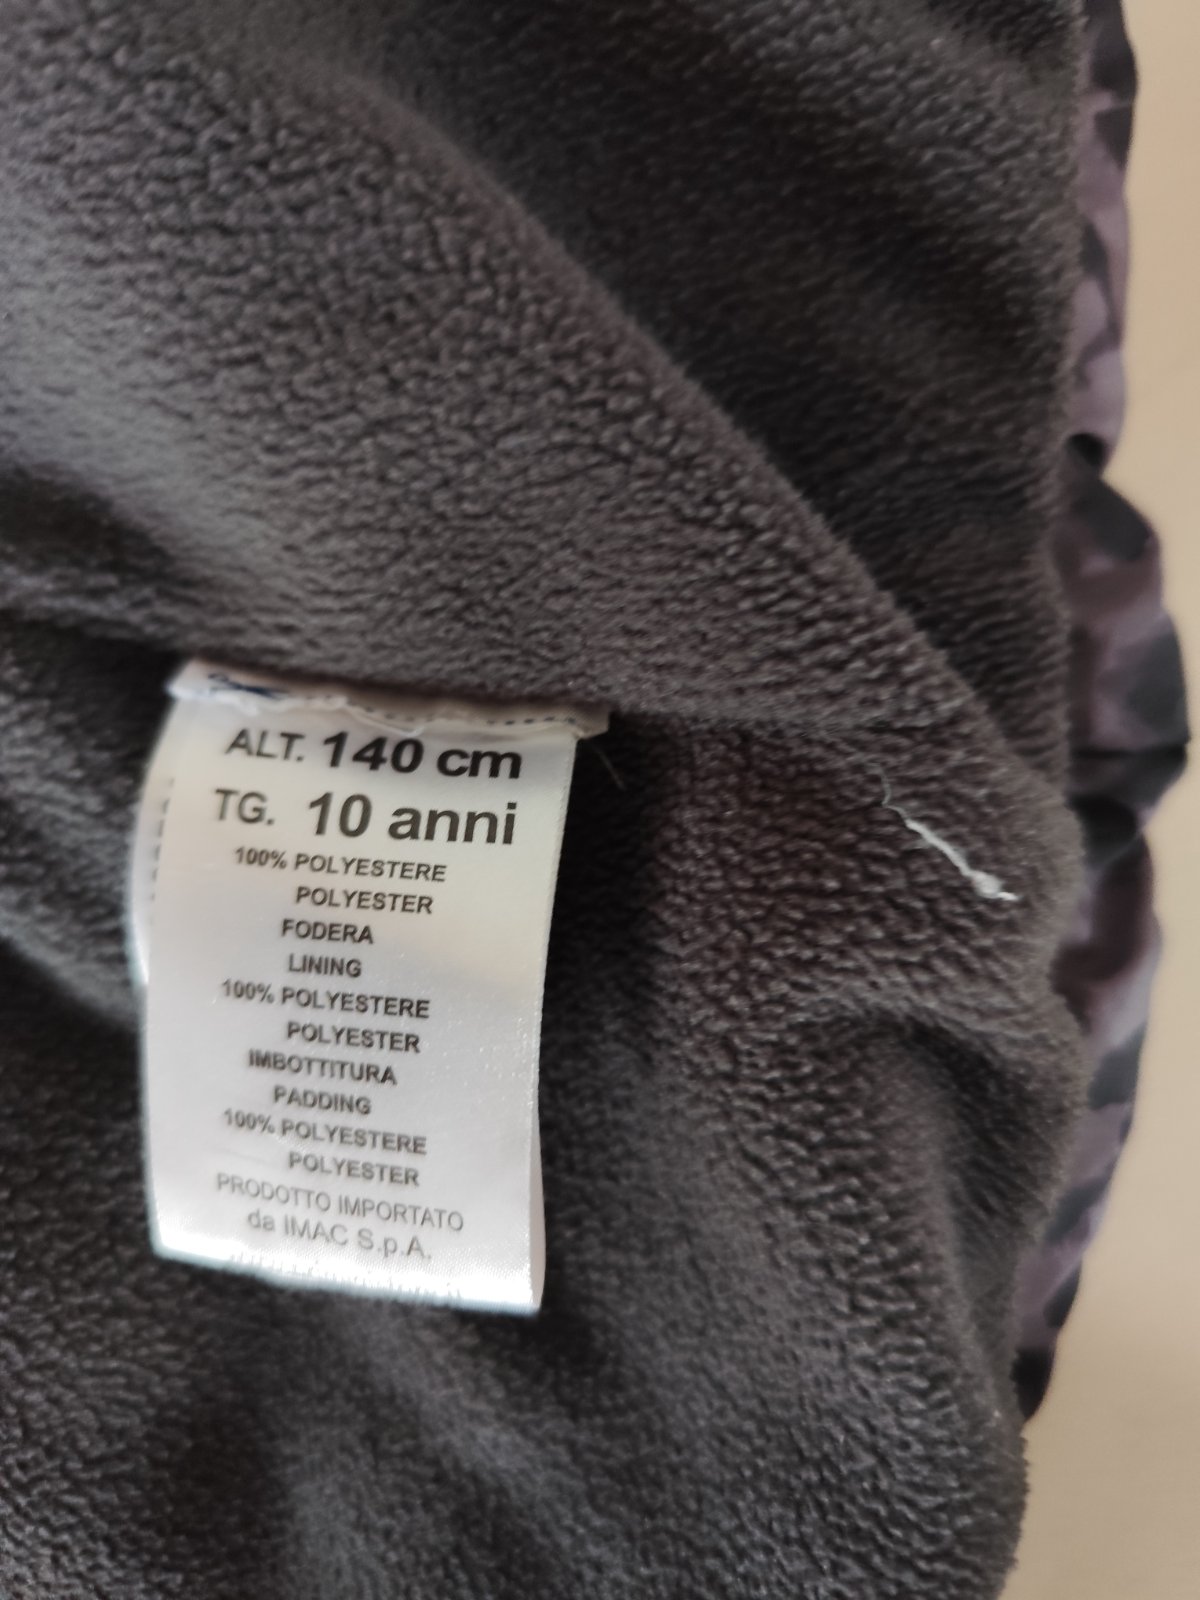 ALT. 140 cm
TG. 10 anni
100% POLYESTERE
POLYESTER
FODERA
LINING
100% POLYESTERE
POLYESTER
IMBOTTITURA
PADDING
100% POLYESTERE
POLYESTER
PRODOTTO IMPORTATO
da IMAC S.p.A.